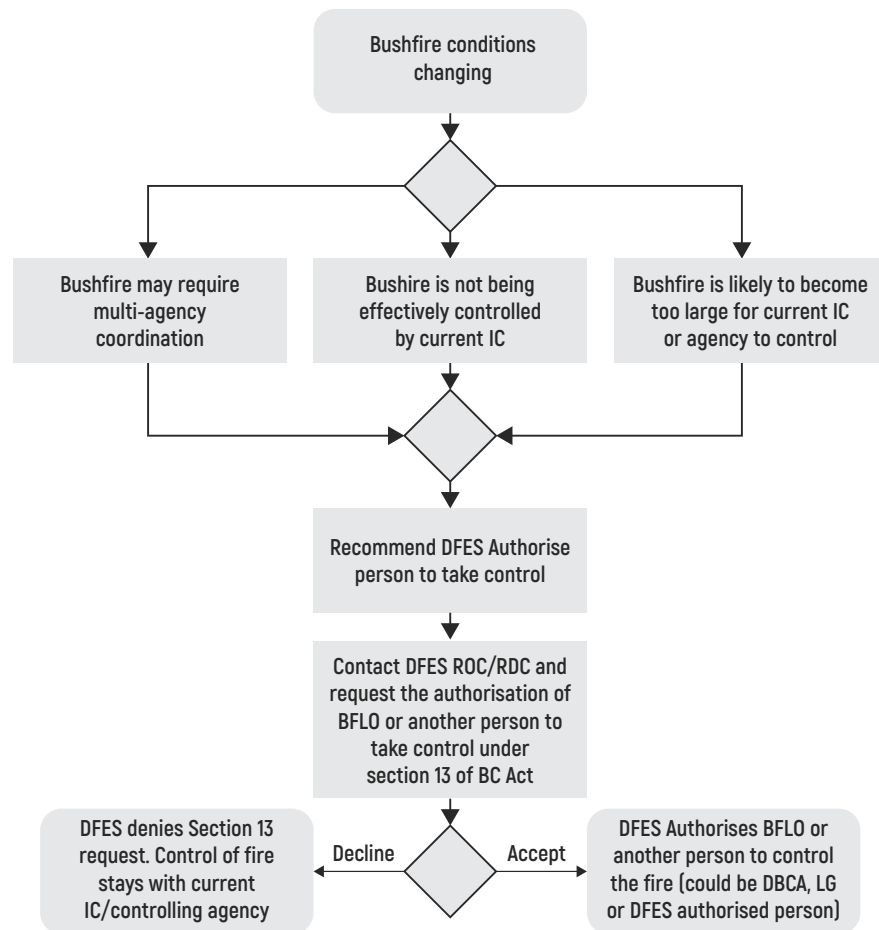 Bushfire conditions
changing
Bushfire may require
multi-agency
coordination
Bushire is not being
effectively controlled
by current IC
Bushfire is likely to become
too large for current IC
or agency to control
Recommend DFES Authorise
person to take control
Contact DFES ROC/RDC and
request the authorisation of
BFLO or another person to
take control under
section 13 of BC Act
DFES denies Section 13
request. Control of fire
stays with current
IC/controlling agency
Decline
Accept
DFES Authorises BFLO or
another person to control
the fire (could be DBCA, LG
or DFES authorised person)